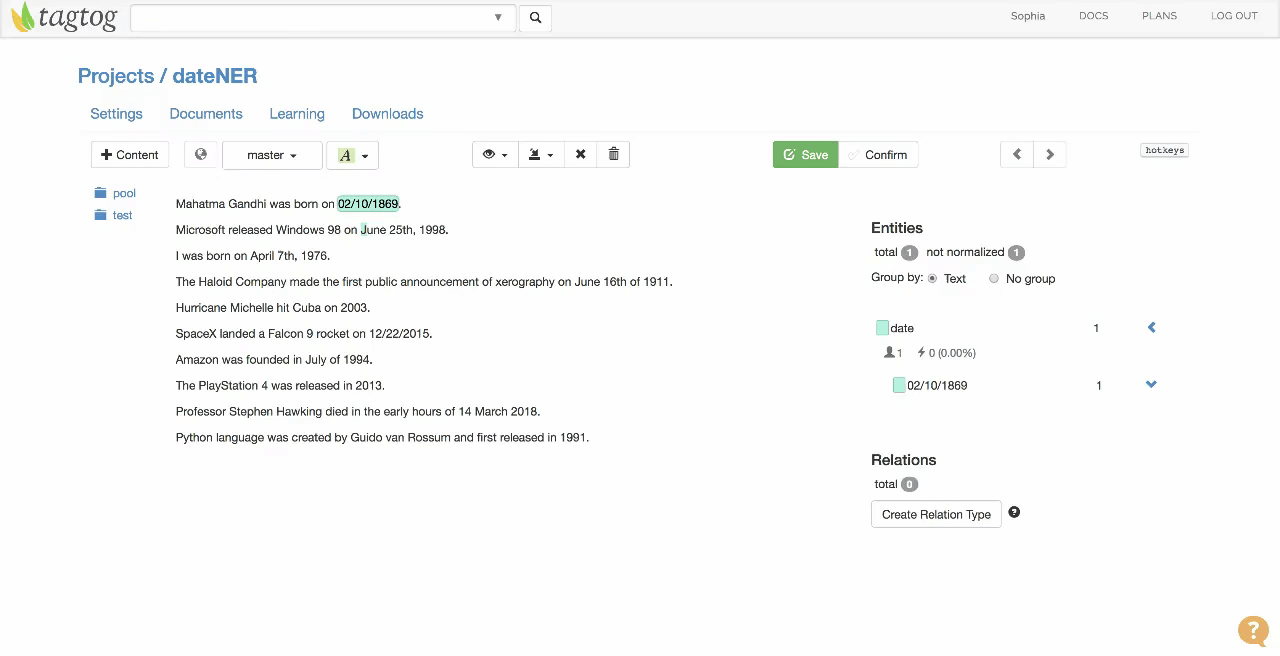 tagtog
Sophia DOCS PLANS LOG OUT
Projects / dateNER
Settings Documents Learning Downloads
Content master A Save Confirm hotkeys
pool
test
Mahatma Gandhi was born on 02/10/1869.
Microsoft released Windows 98 on June 25th, 1998.
I was born on April 7th, 1976.
The Haloid Company made the first public announcement of xerography on June 16th of 1911.
Hurricane Michelle hit Cuba on 2003.
SpaceX landed a Falcon 9 rocket on 12/22/2015.
Amazon was founded in July of 1994.
The PlayStation 4 was released in 2013.
Professor Stephen Hawking died in the early hours of 14 March 2018.
Python language was created by Guido van Rossum and first released in 1991.
Entities
total 1 not normalized 1
Group by: Text No group
date 1
1 0 (0.00%)
02/10/1869 1
Relations
total 0
Create Relation Type ?
?